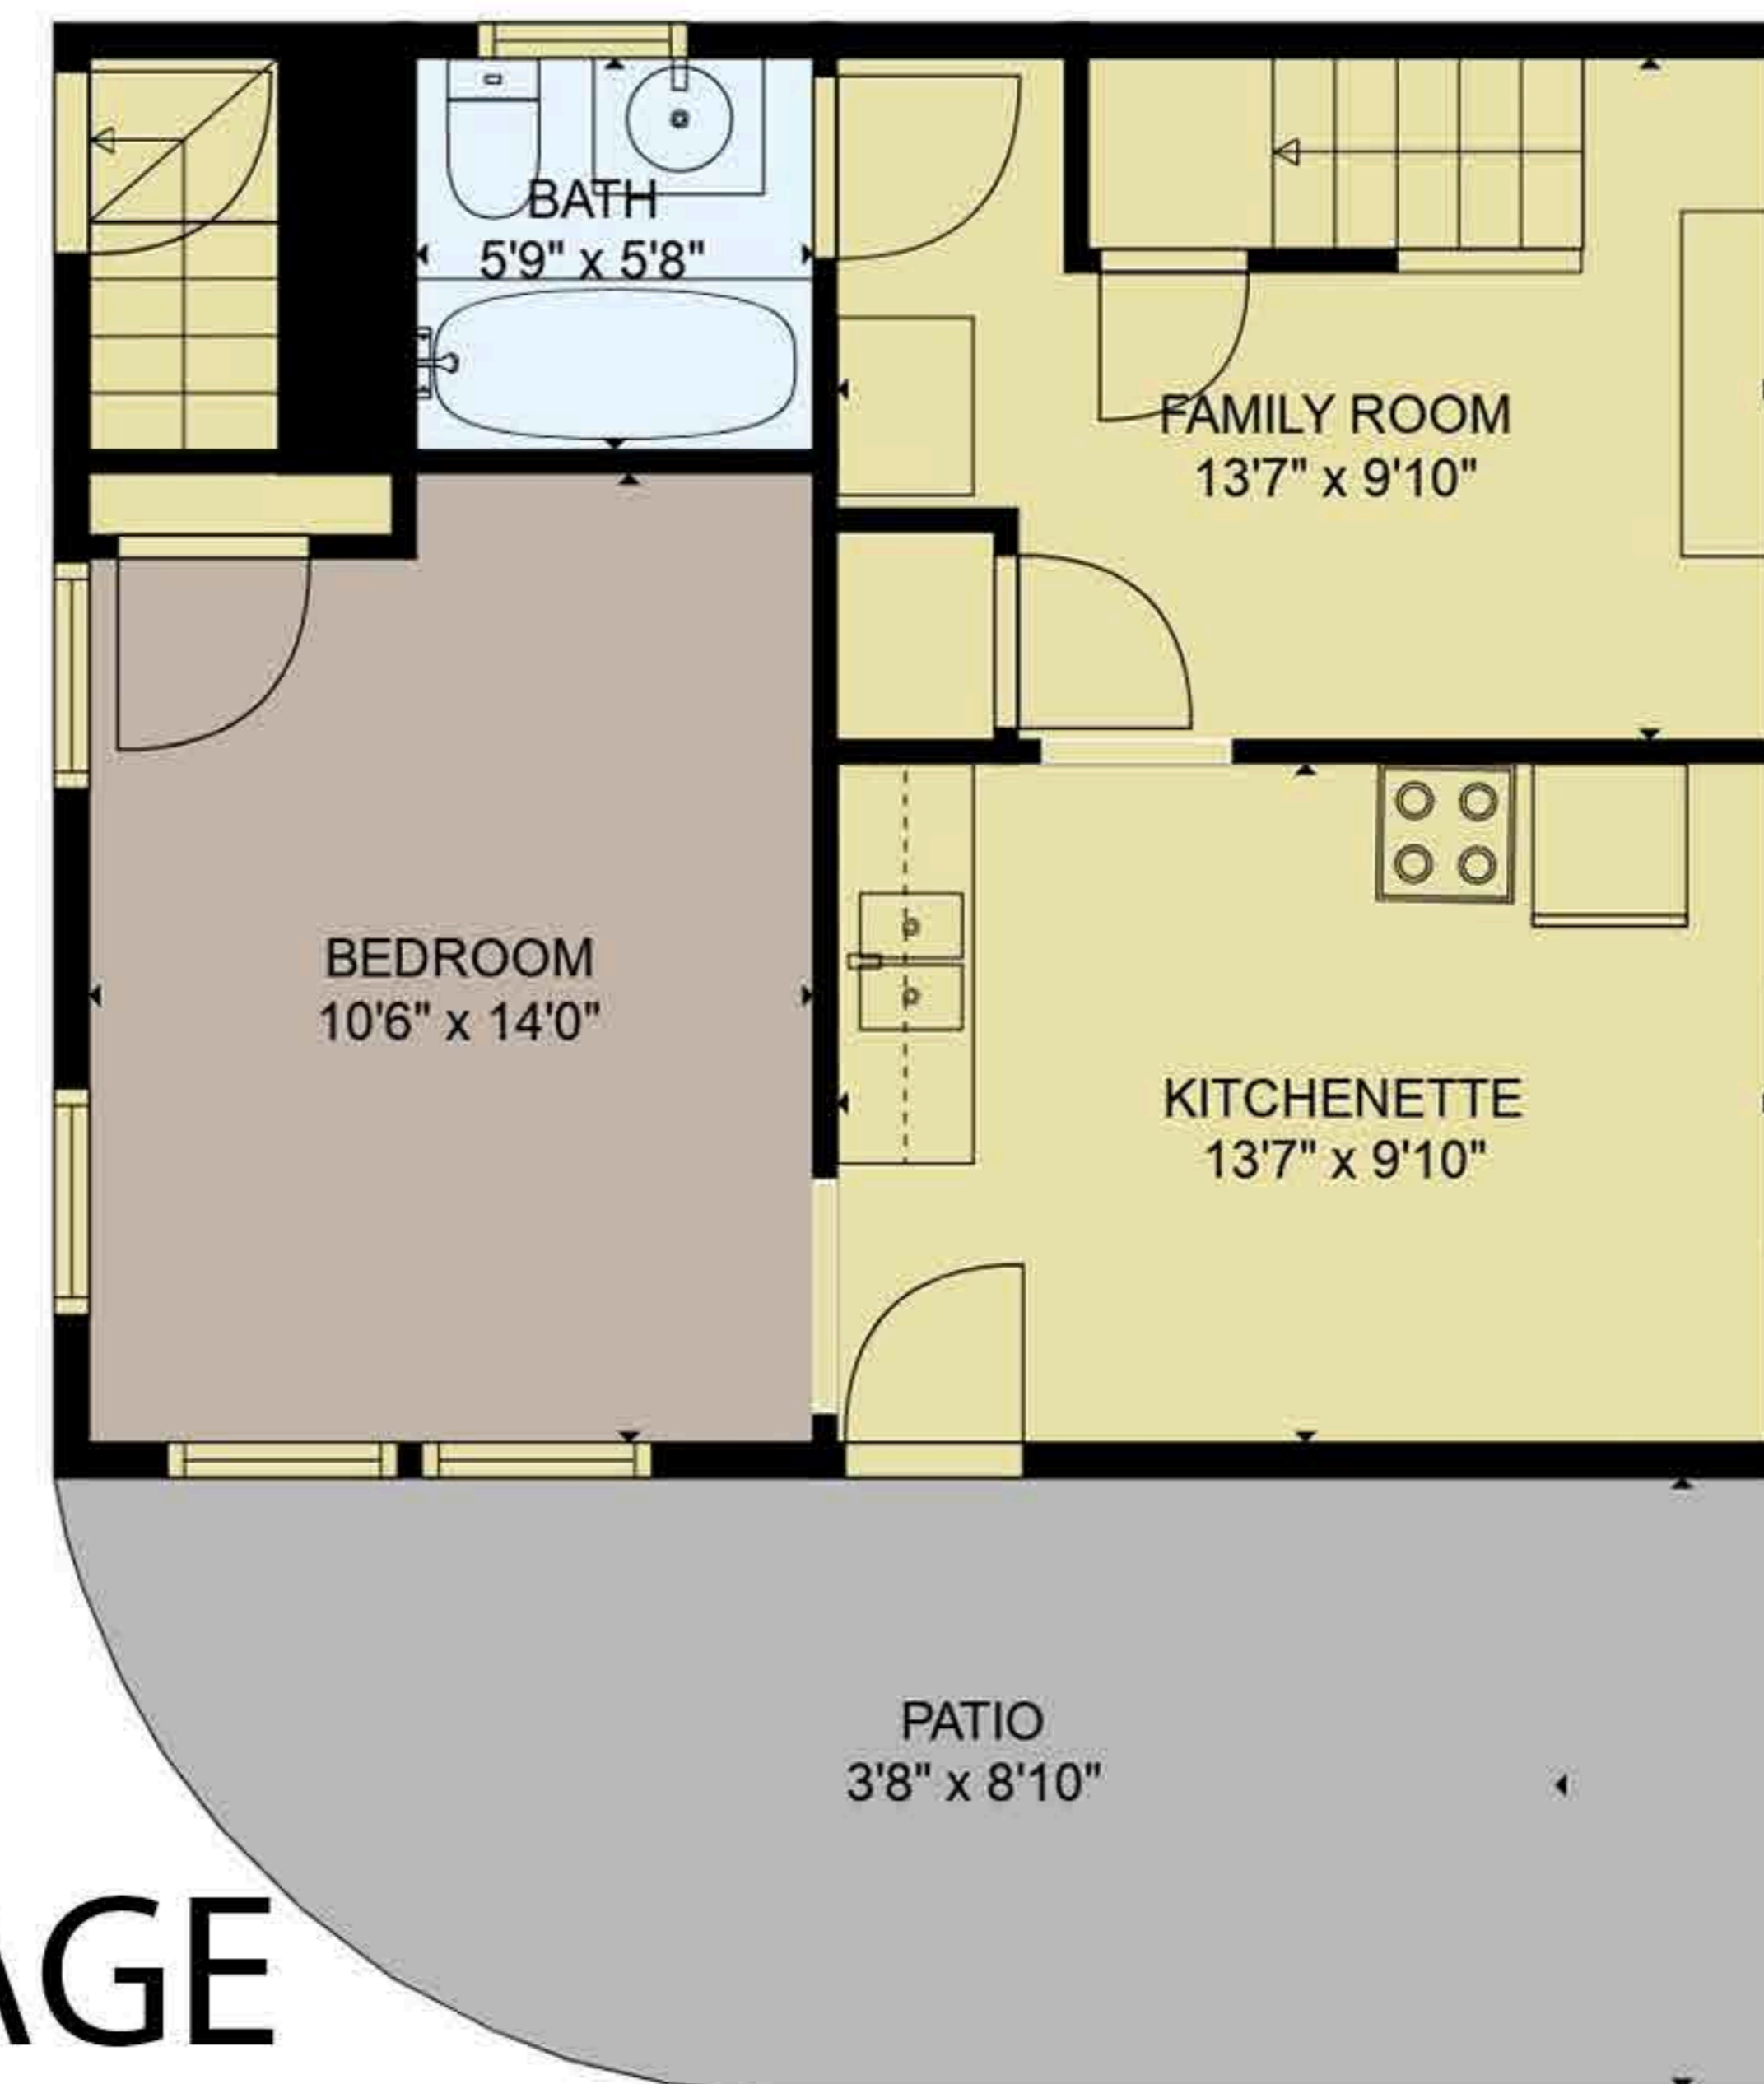 BATH
5'9" x 5'8"
FAMILY ROOM
13'7" x 9'10"
BEDROOM
10'6" x 14'0"
KITCHENETTE
13'7" x 9'10"
PATIO
3'8" x 8'10"
AGE